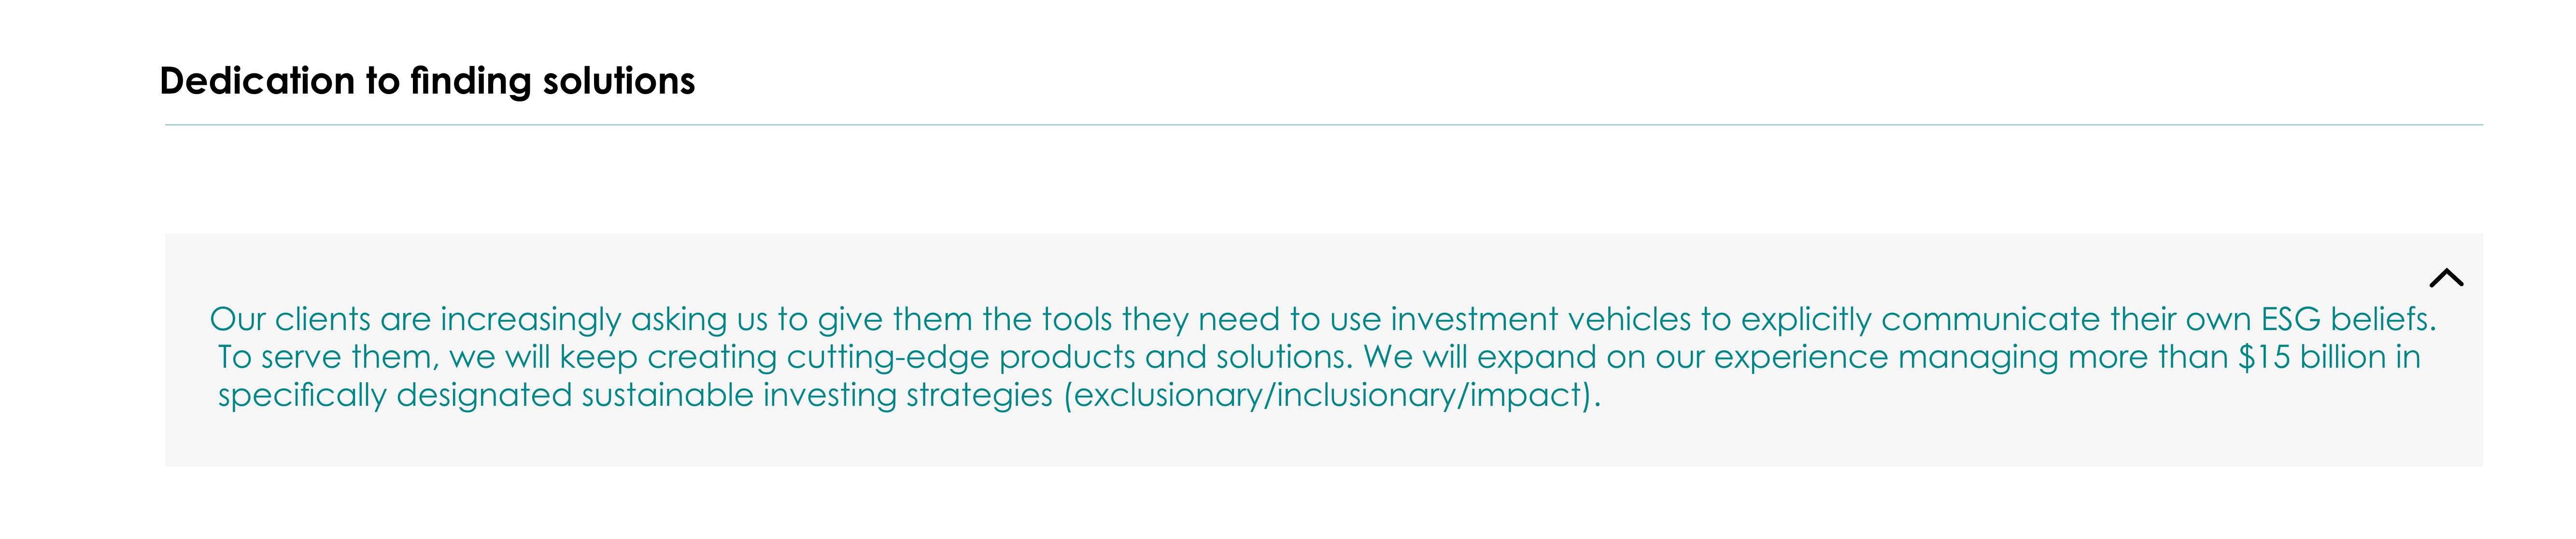 Dedication to finding solutions
Our clients are increasingly asking us to give them the tools they need to use investment vehicles to explicitly communicate their own ESG beliefs.
To serve them, we will keep creating cutting-edge products and solutions. We will expand on our experience managing more than $15 billion in
specifically designated sustainable investing strategies (exclusionary/inclusionary/impact).